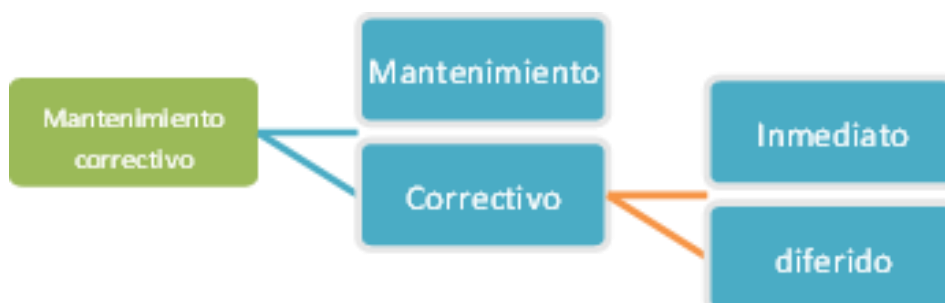 Mantenimiento
correctivo
Mantenimiento
Correctivo
Inmediato
diferido